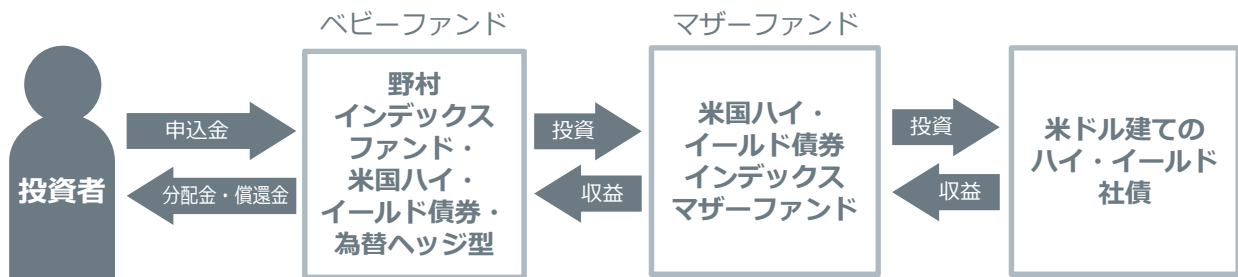 ベビーファンド
マザーファンド
投資者
申込金
分配金・償還金
野村
インデックス
ファンド・
米国ハイ・
イールド債券・
為替ヘッジ型
投資
収益
米国ハイ・
イールド債券
インデックス
マザーファンド
投資
収益
米ドル建ての
ハイ・イールド
社債